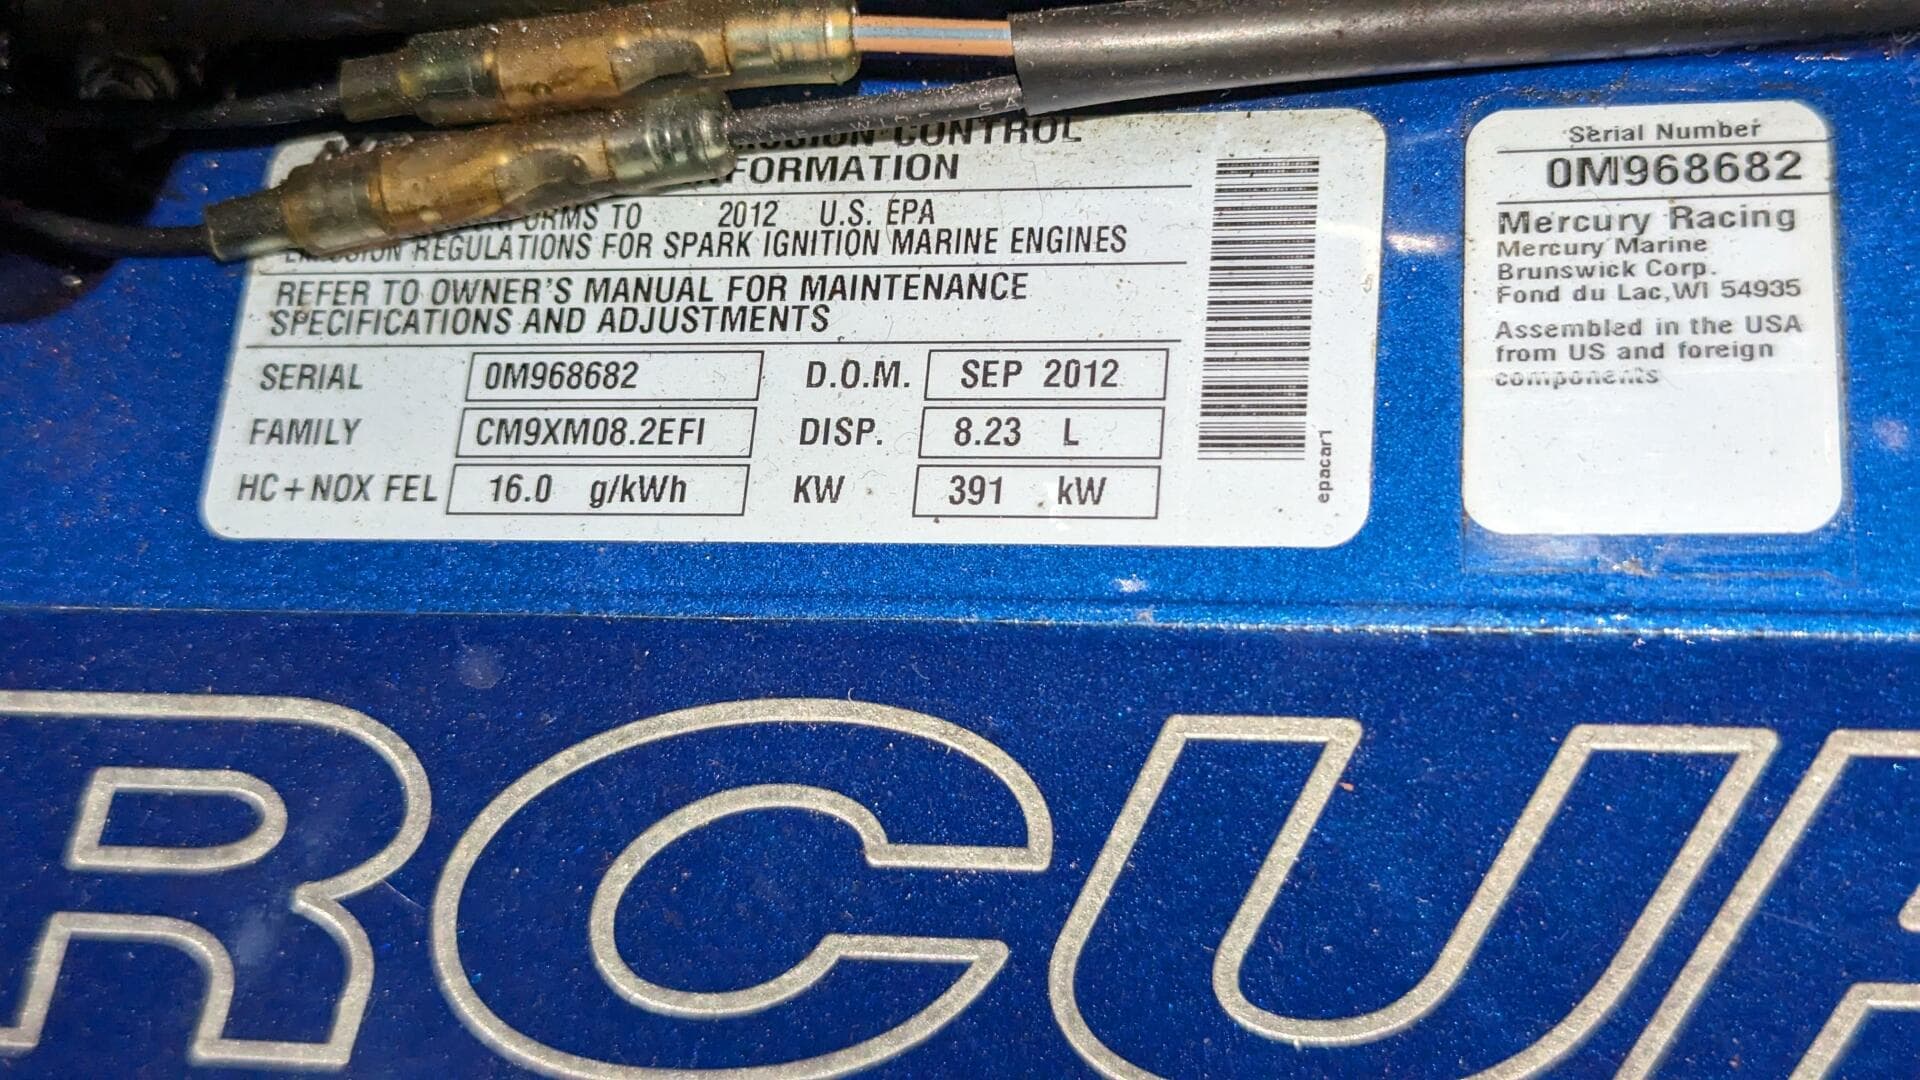 CONTROL
FORMATION
TO 2012 U.S. EPA
REGULATIONS FOR SPARK IGNITION MARINE ENGINES
REFER TO OWNER'S MANUAL FOR MAINTENANCE
SPECIFICATIONS AND ADJUSTMENTS
SERIAL 0M968682 D.O.M. SEP 2012
FAMILY CM9XM08.2EFI DISP. 8.23 L
HC+NOX FEL 16.0 g/kWh KW 391 kW
epacar1
Serial Number
0M968682
Mercury Racing
Mercury Marine
Brunswick Corp.
Fond du Lac,WI 54935
Assembled in the USA
from US and foreign
components
RCUR